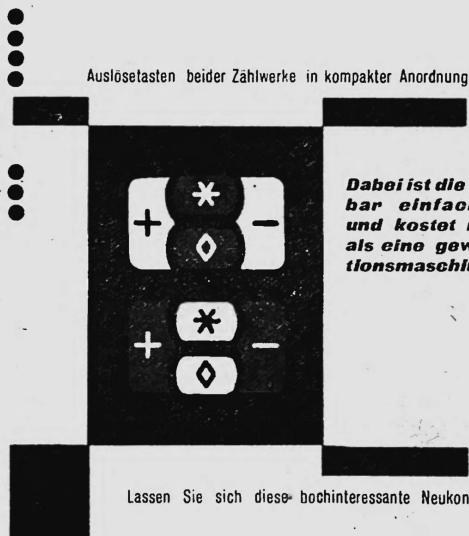 Auslösetasten beider Zählwerke in kompakter Anordnung
Dabei ist die
bar einfach
und kostet
als eine gew
tionsmaschi
+ * -
◊
+ * -
◊
Lassen Sie sich diese hochinteressante Neukon